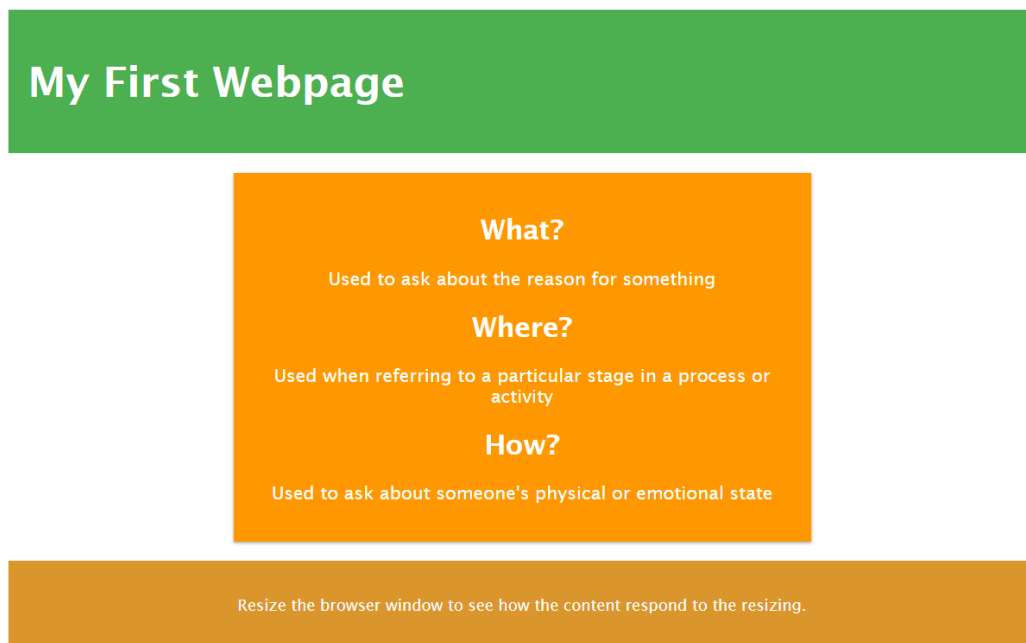 My First Webpage
What?
Used to ask about the reason for something
Where?
Used when referring to a particular stage in a process or
activity
How?
Used to ask about someone's physical or emotional state
Resize the browser window to see how the content respond to the resizing.